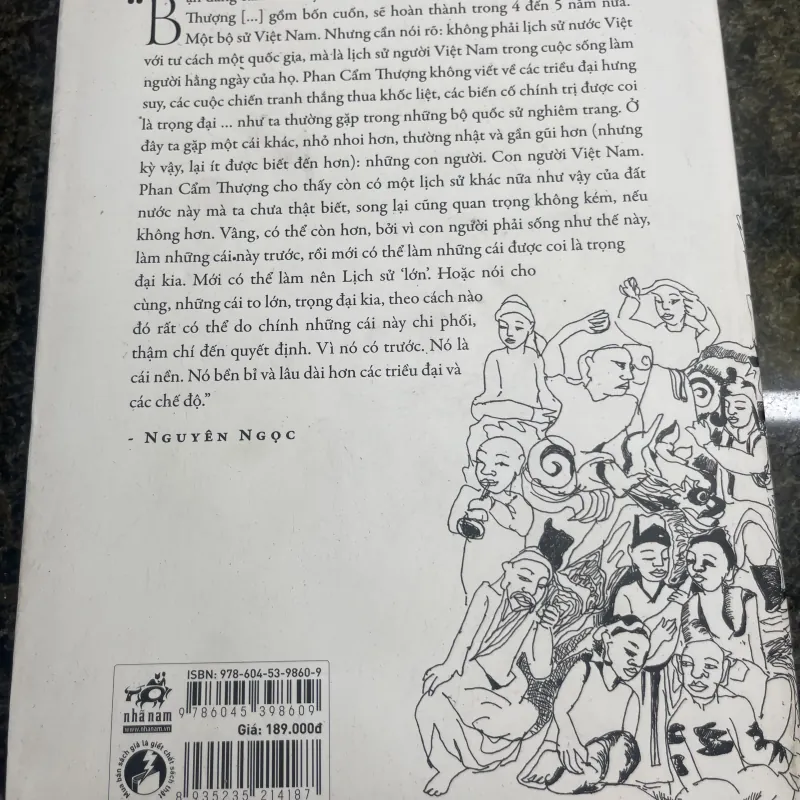 “B
Thượng [...] gồm bốn cuốn, sẽ hoàn thành trong 4 đến 5 năm nữa.
Một bộ sử Việt Nam. Nhưng cần nói rõ: không phải lịch sử nước Việt
với tư cách một quốc gia, mà là lịch sử người Việt Nam trong cuộc sống làm
người hằng ngày của họ. Phan Cẩm Thượng không viết về các triều đại hưng
suy, các cuộc chiến tranh thắng thua khốc liệt, các biến cố chính trị được coi
là trọng đại ... như ta thường gặp trong những bộ quốc sử nghiêm trang. Ở
đây ta gặp một cái khác, nhỏ nhoi hơn, thường nhật và gần gũi hơn (nhưng
kỳ vậy, lại ít được biết đến hơn): những con người. Con người Việt Nam.
Phan Cẩm Thượng cho thấy còn có một lịch sử khác nữa như vậy của đất
nước này mà ta chưa thật biết, song lại cũng quan trọng không kém, nếu
không hơn. Vâng, có thể còn hơn, bởi vì con người phải sống như thế này,
làm những cái này trước, rồi mới có thể làm những cái được coi là trọng
đại kia. Mới có thể làm nên Lịch sử ‘lớn’. Hoặc nói cho
cùng, những cái to lớn, trọng đại kia, theo cách nào
đó rất có thể do chính những cái này chi phối,
thậm chí đến quyết định. Vì nó có trước. Nó là
cái nền. Nó bền bỉ và lâu dài hơn các triều đại và
các chế độ.”
- NGUYÊN NGỌC
ISBN: 978-604-53-9860-9
9 786045 398609
Giá: 189.000đ
nhã nam
www.nhanam.vn
Mua bán sách giả là giết chết sách thật
8 935235 214187